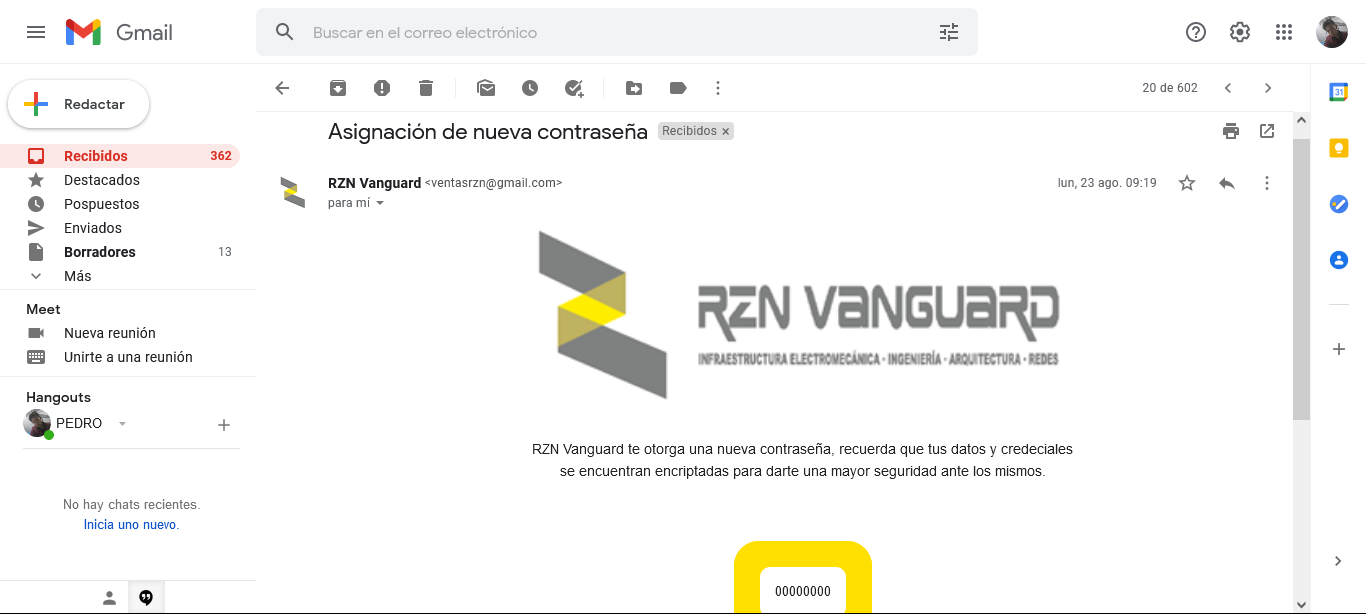 Gmail
Buscar en el correo electrónico
Redactar
20 de 602
Recibidos 362
Destacados
Pospuestos
Enviados
Borradores 13
Más
Meet
Nueva reunión
Unirte a una reunión
Hangouts
PEDRO
No hay chats recientes.
Inicia uno nuevo.
Asignación de nueva contraseña Recibidos ×
RZN Vanguard <ventasrzn@gmail.com> lun, 23 ago. 09:19
para mí
RZN VANGUARD
INFRAESTRUCTURA ELECTROMECÁNICA · INGENIERÍA · ARQUITECTURA · REDES
RZN Vanguard te otorga una nueva contraseña, recuerda que tus datos y credeciales
se encuentran encriptadas para darte una mayor seguridad ante los mismos.
00000000
31